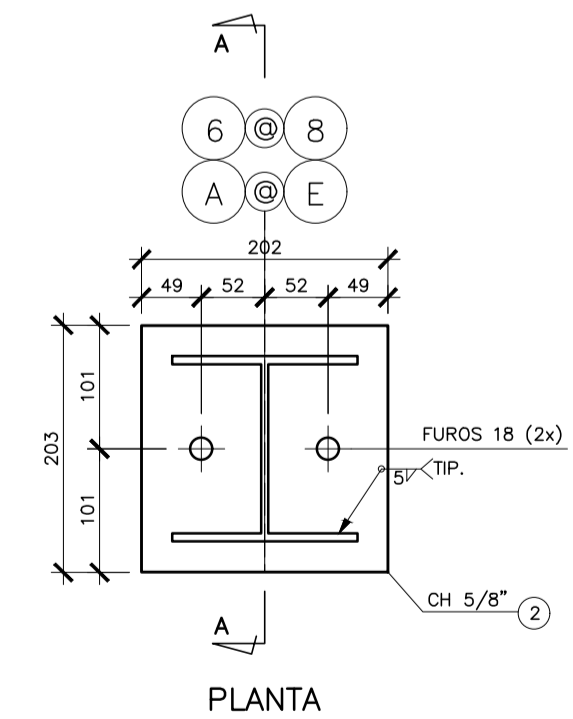 A
6 @ 8
A @ E
202
49 52 52 49
101
203
101
FUROS 18 (2x)
5 TIP.
CH 5/8" 2
A
PLANTA